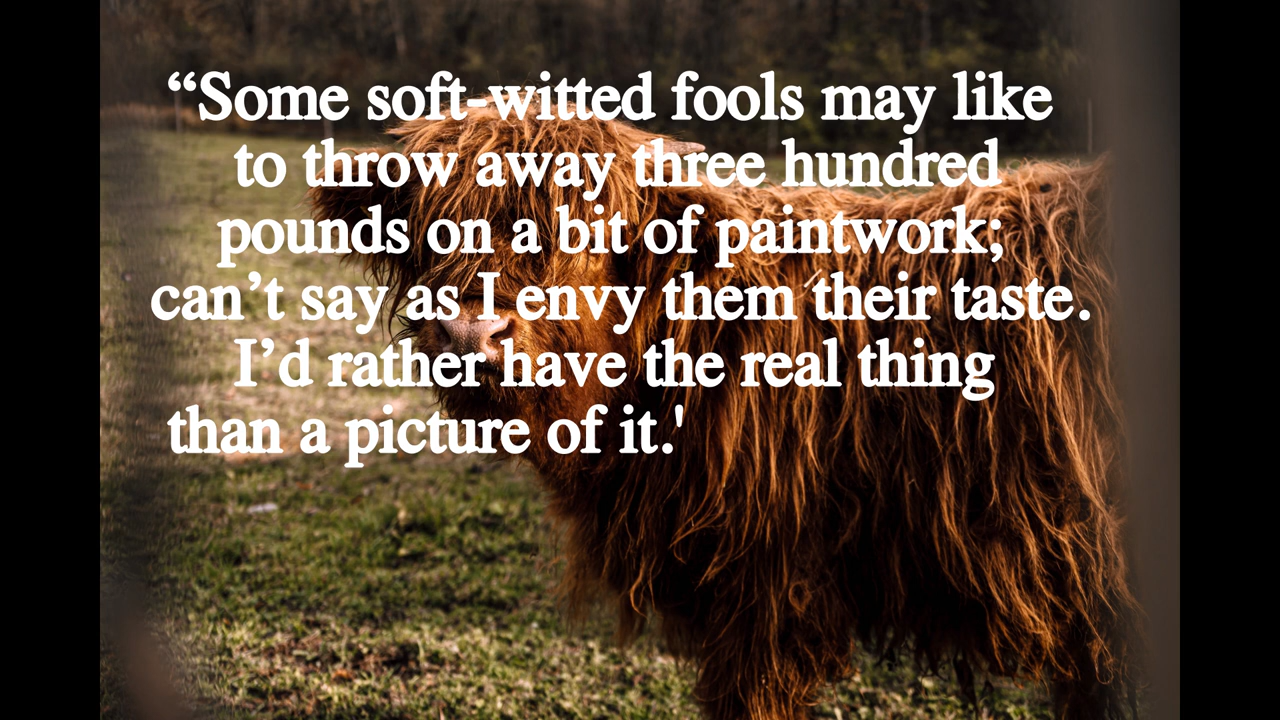 “Some soft-witted fools may like
to throw away three hundred
pounds on a bit of paintwork;
can’t say as I envy them their taste.
I’d rather have the real thing
than a picture of it.'